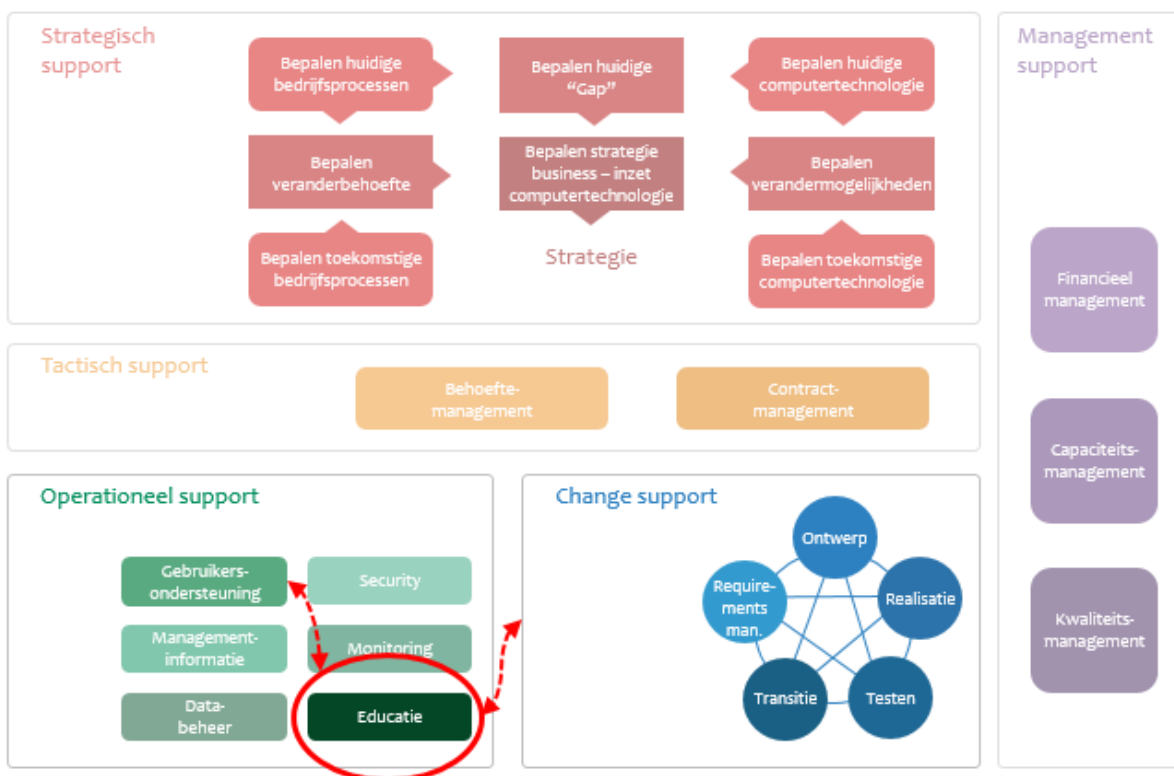 Strategisch
support
Bepalen huidige
bedrijfsprocessen
Bepalen huidige
“Gap”
Bepalen huidige
computertechnologie
Bepalen
veranderbehoefte
Bepalen strategie
business – inzet
computertechnologie
Bepalen
verandermogelijkheden
Bepalen toekomstige
bedrijfsprocessen
Strategie
Bepalen toekomstige
computertechnologie
Management
support
Financieel
management
Capaciteits-
management
Kwaliteits-
management
Tactisch support
Behoefte-
management
Contract-
management
Operationeel support
Gebruikers-
ondersteuning
Security
Management-
informatie
Monitoring
Data-
beheer
Educatie
Change support
Ontwerp
Require-
ments
man.
Realisatie
Transitie
Testen